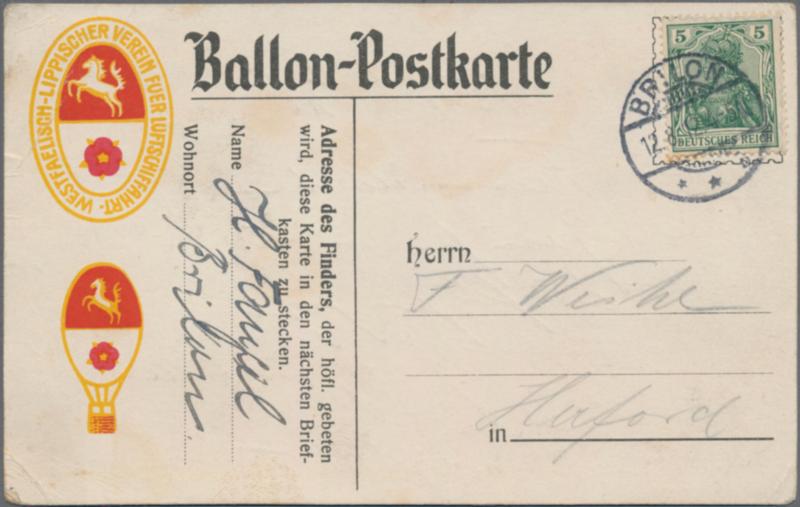 WESTFAELISCH-LIPPISCHER VEREIN FUER LUFTSCHIFFAHRT-
Ballon-Postkarte
5 5
DEUTSCHES REICH
BRILON
12.
Adresse des Finders, der höfl. gebeten
wird, diese Karte in den nächsten Brief-
kasten zu stecken.
Name H.
Wohnort Brilon.
Herrn
F
in Herford